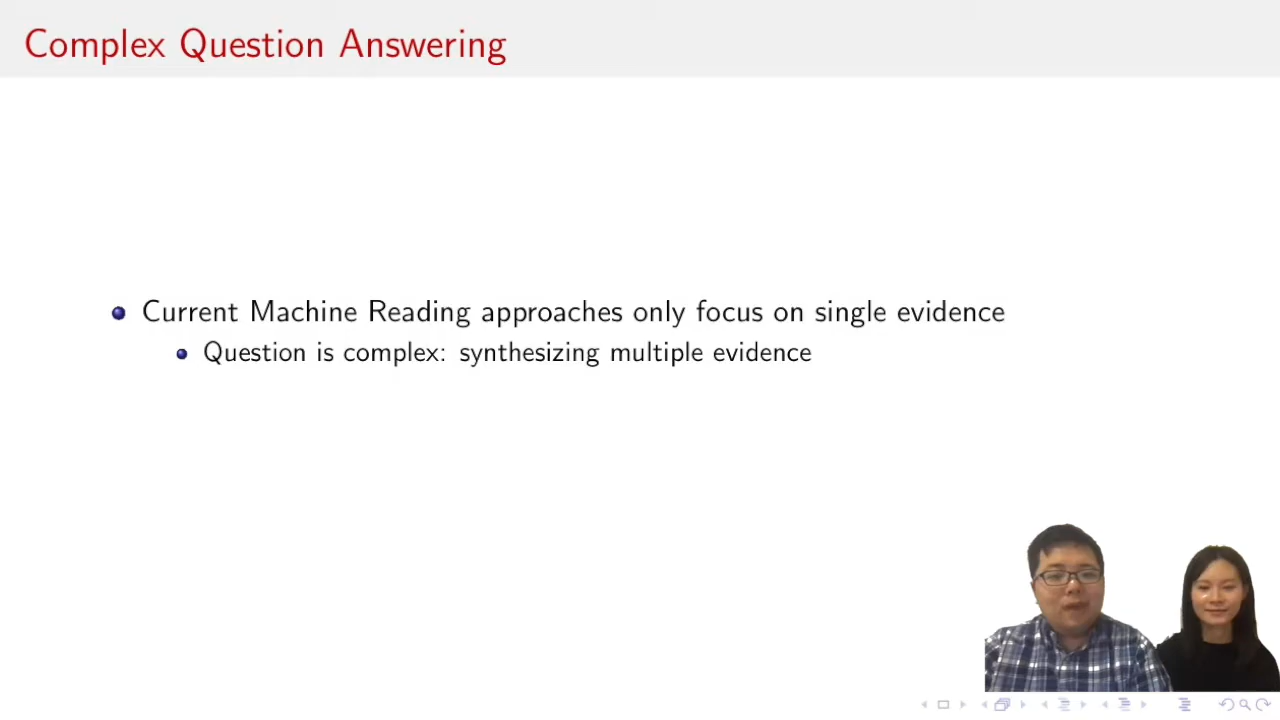 Complex Question Answering
Current Machine Reading approaches only focus on single evidence
Question is complex: synthesizing multiple evidence